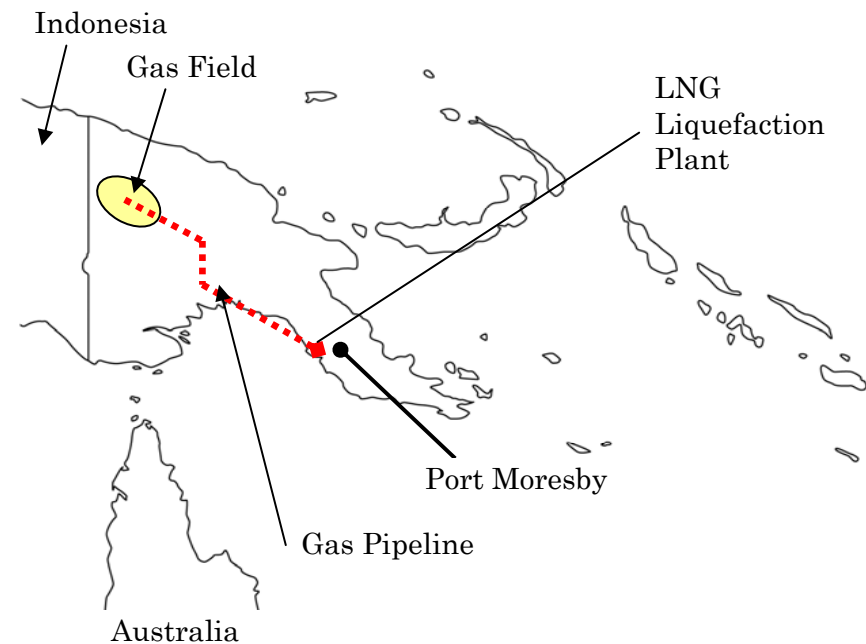 Indonesia
Gas Field
LNG
Liquefaction
Plant
Port Moresby
Gas Pipeline
Australia